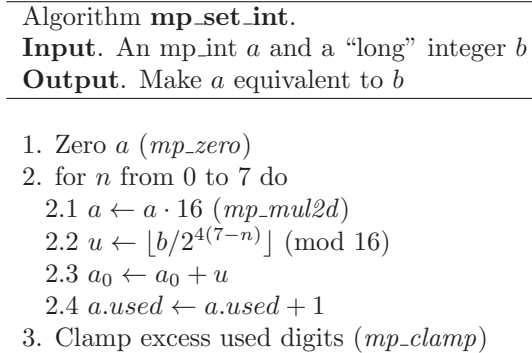 Algorithm mp_set_int.
Input. An mp_int a and a “long” integer b
Output. Make a equivalent to b
1. Zero a (mp_zero)
2. for n from 0 to 7 do
2.1 a ← a · 16 (mp_mul2d)
2.2 u ← ⌊b/2^{4(7−n)}⌋ (mod 16)
2.3 a₀ ← a₀ + u
2.4 a.used ← a.used + 1
3. Clamp excess used digits (mp_clamp)